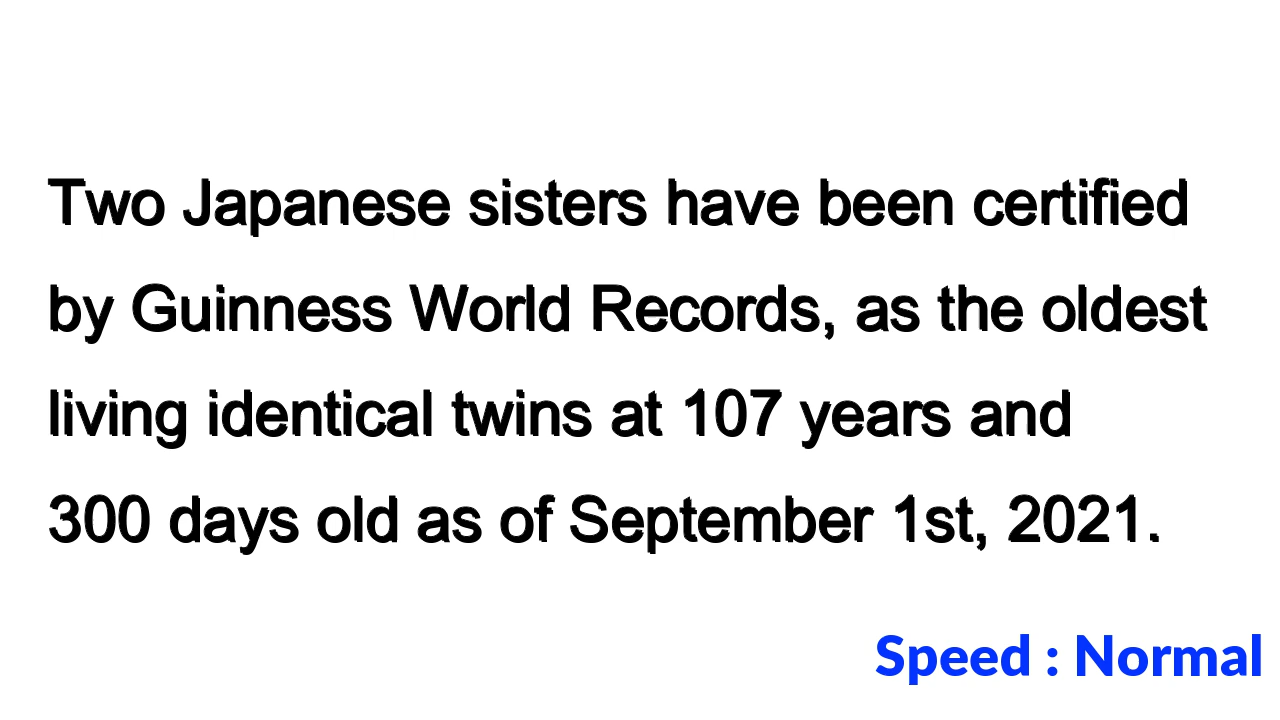 Two Japanese sisters have been certified
by Guinness World Records, as the oldest
living identical twins at 107 years and
300 days old as of September 1st, 2021.
Speed : Normal